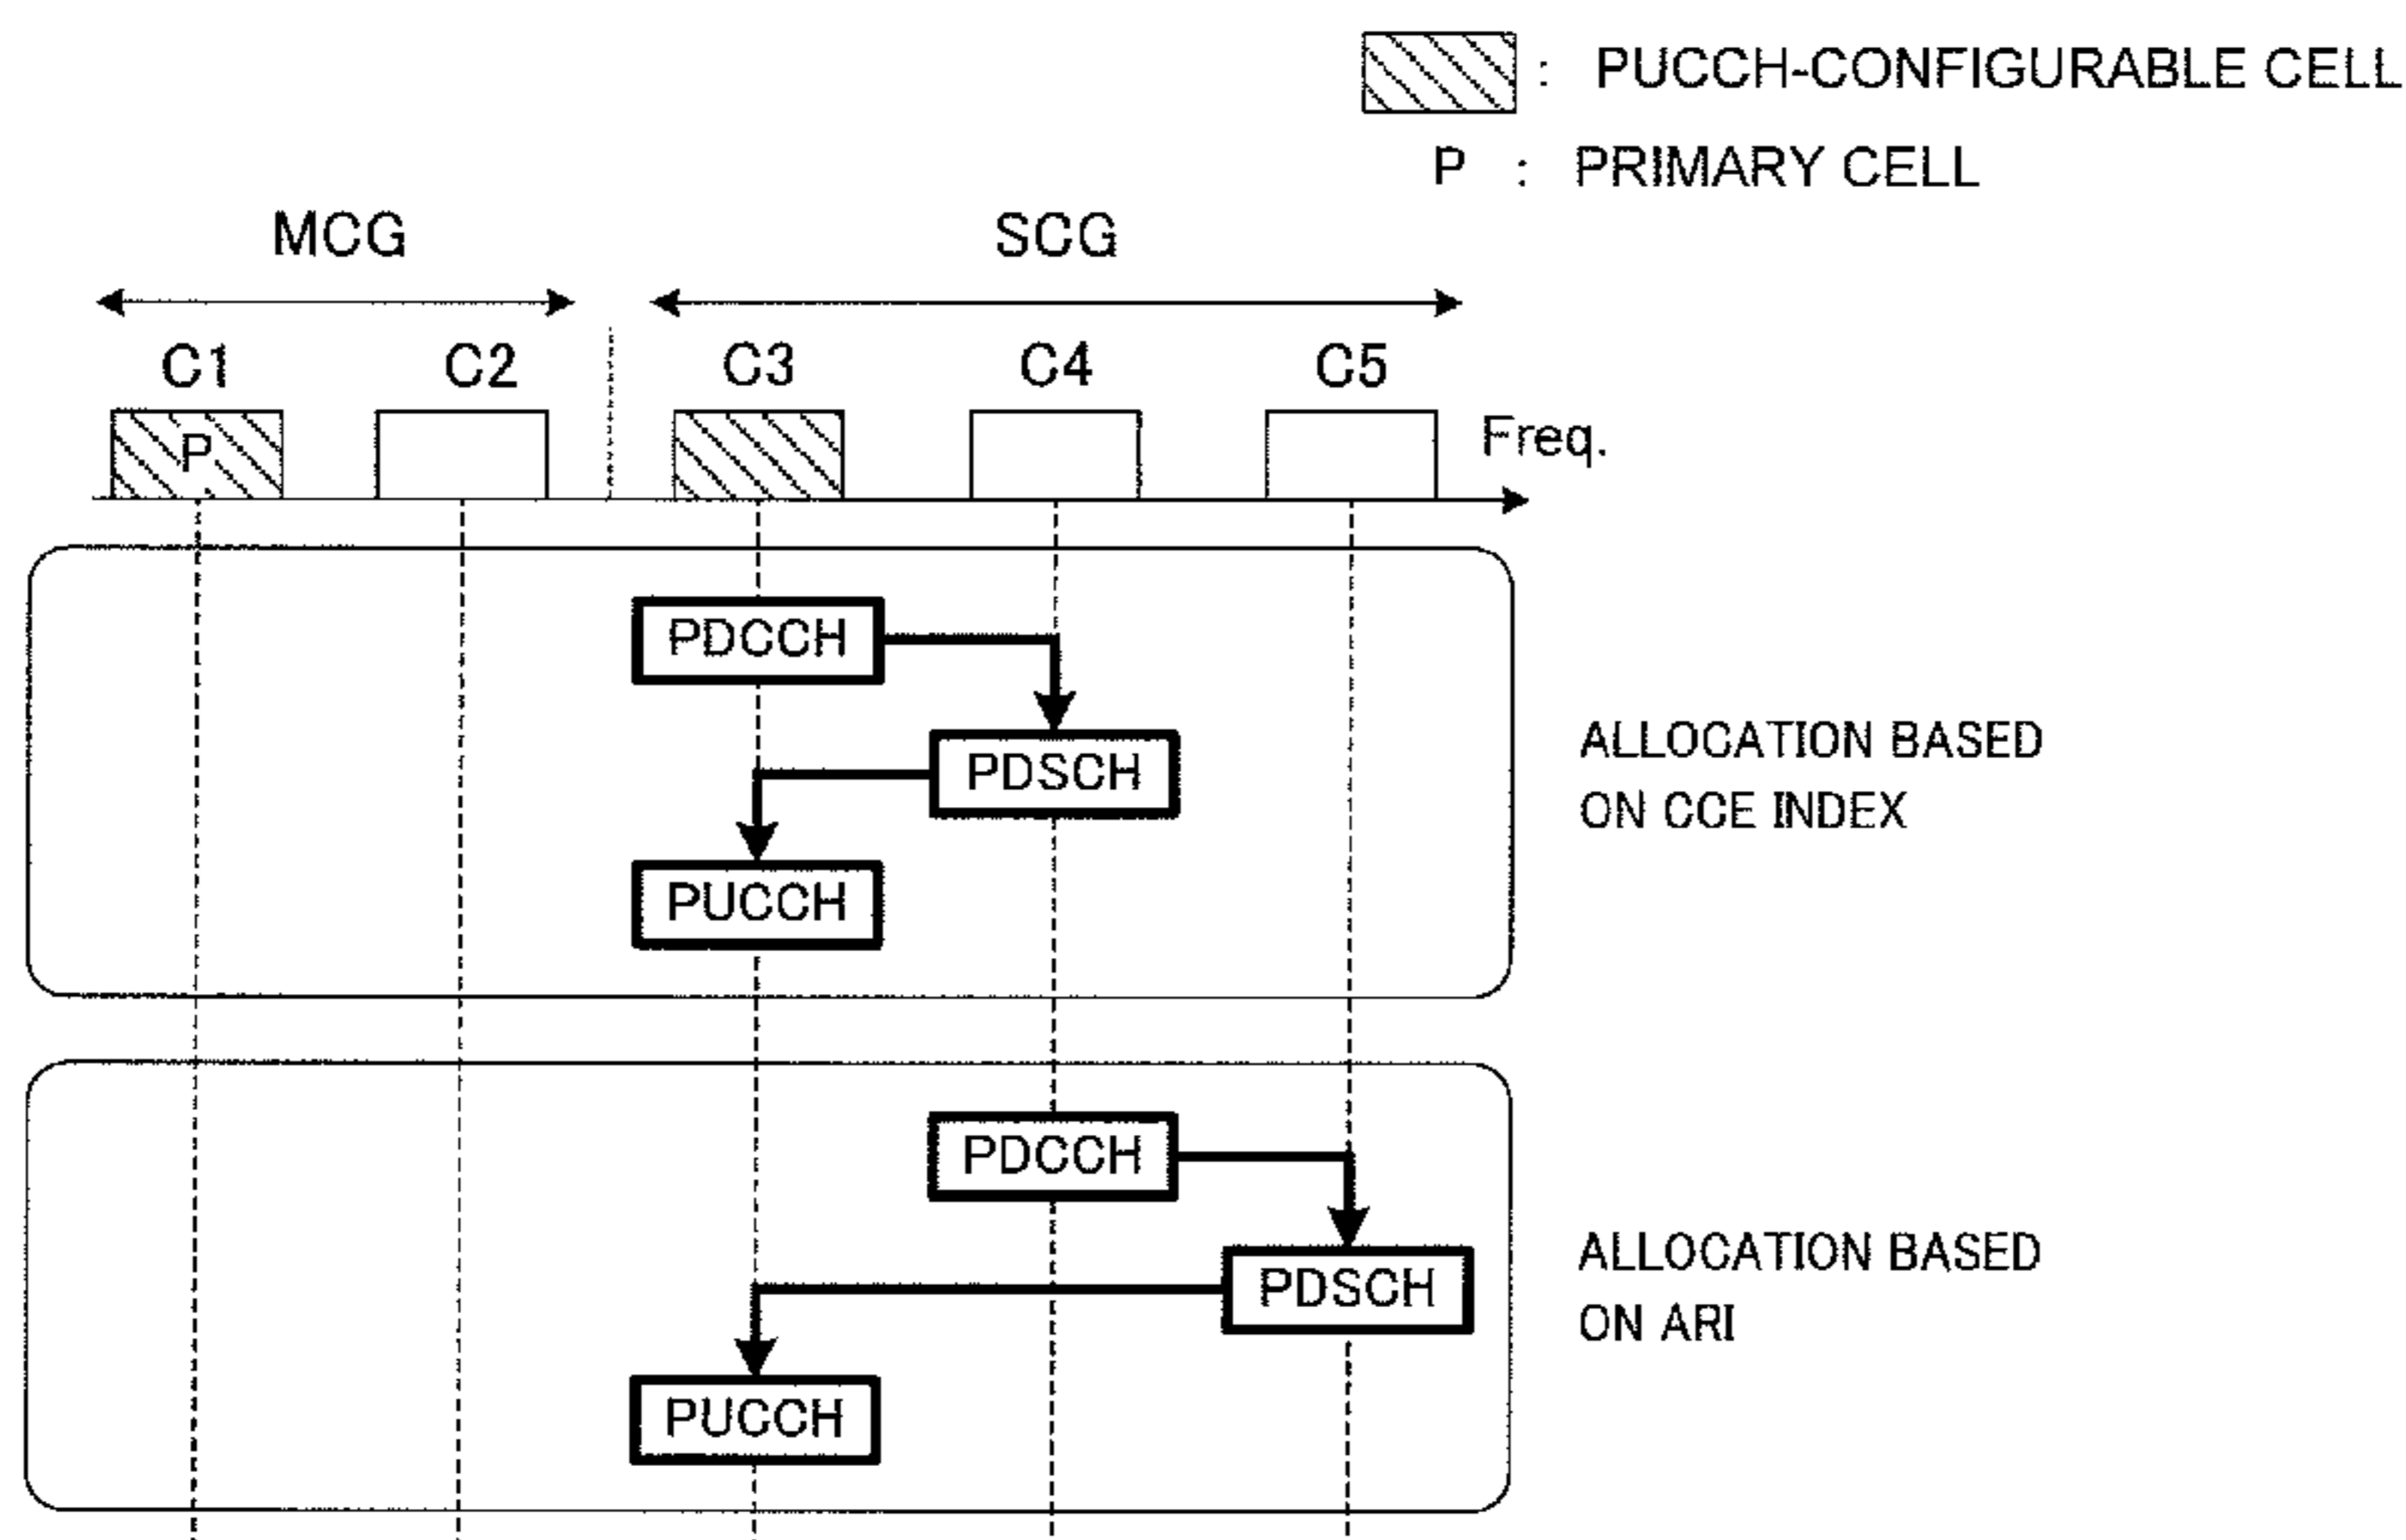 : PUCCH-CONFIGURABLE CELL
P : PRIMARY CELL
MCG SCG
C1 C2 C3 C4 C5
P Freq.
PDCCH
PDSCH
PUCCH
ALLOCATION BASED
ON CCE INDEX
PDCCH
PDSCH
PUCCH
ALLOCATION BASED
ON ARI